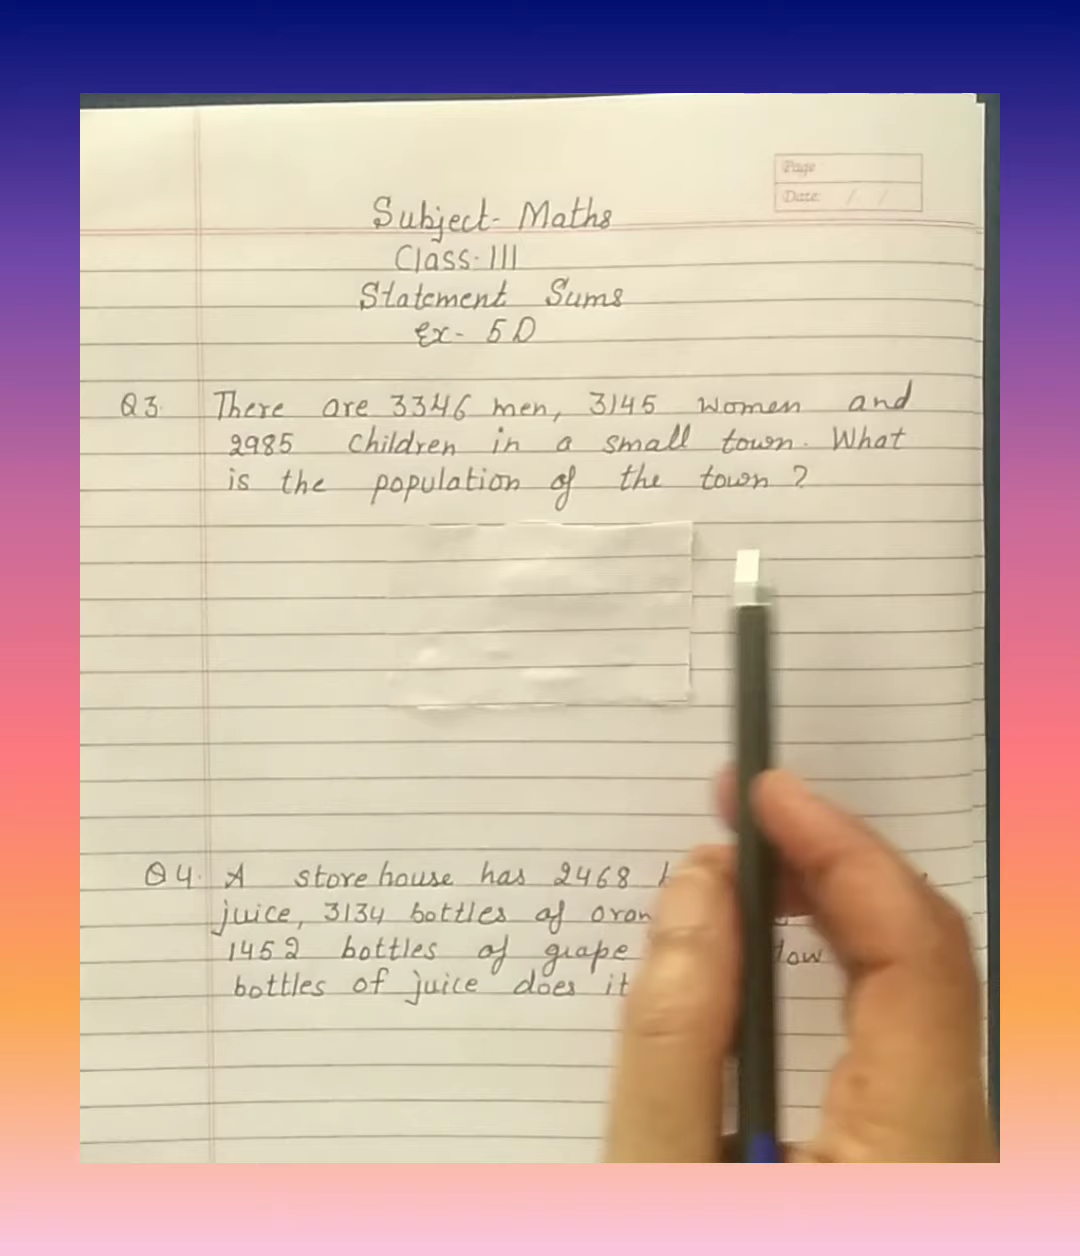 Page
Date: / /
Subject- Maths
Class-III
Statement Sums
Ex- 5D
Q3. There are 3346 men, 3145 women and
2985 children in a small town. What
is the population of the town?
Q4. A store house has 2468
juice, 3134 bottles of
1452 bottles of grape
bottles of juice does it